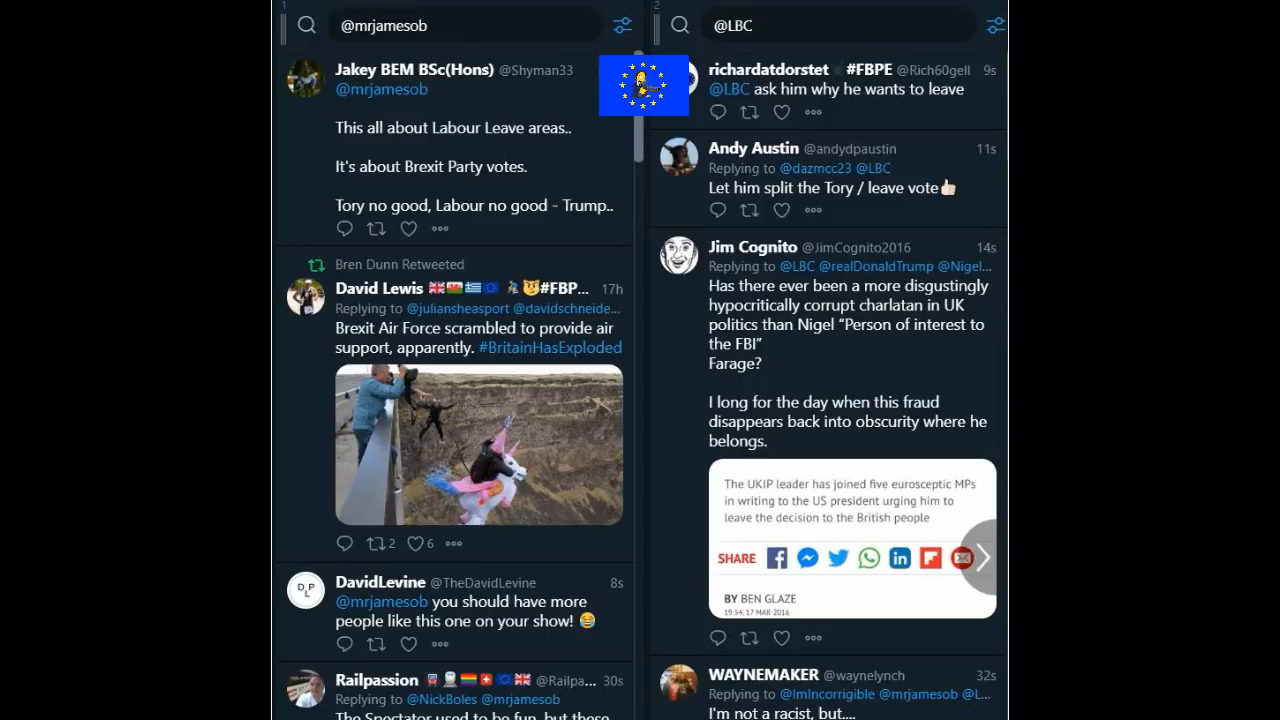 1
@mrjamesob
Jakey BEM BSc(Hons) @Shyman33
@mrjamesob
This all about Labour Leave areas..
It's about Brexit Party votes.
Tory no good, Labour no good - Trump..
Bren Dunn Retweeted
David Lewis #FBP... 17h
Replying to @juliansheasport @davidschneide...
Brexit Air Force scrambled to provide air
support, apparently. #BritainHasExploded
2 6
DavidLevine @TheDavidLevine 8s
@mrjamesob you should have more
people like this one on your show! 😂
Railpassion @Railpa... 30s
Replying to @NickBoles @mrjamesob
The Spectator used to be fun, but these
2
@LBC
richardatdorstet #FBPE @Rich60gell 9s
@LBC ask him why he wants to leave
Andy Austin @andydpaustin 11s
Replying to @dazmcc23 @LBC
Let him split the Tory / leave vote👍🏻
Jim Cognito @JimCognito2016 14s
Replying to @LBC @realDonaldTrump @Nigel...
Has there ever been a more disgustingly
hypocritically corrupt charlatan in UK
politics than Nigel “Person of interest to
the FBI”
Farage?
I long for the day when this fraud
disappears back into obscurity where he
belongs.
The UKIP leader has joined five eurosceptic MPs
in writing to the US president urging him to
leave the decision to the British people
SHARE
BY BEN GLAZE
19:54, 17 MAR 2016
WAYNEMAKER @waynelynch 32s
Replying to @ImIncorrigible @mrjamesob @L...
I'm not a racist, but....